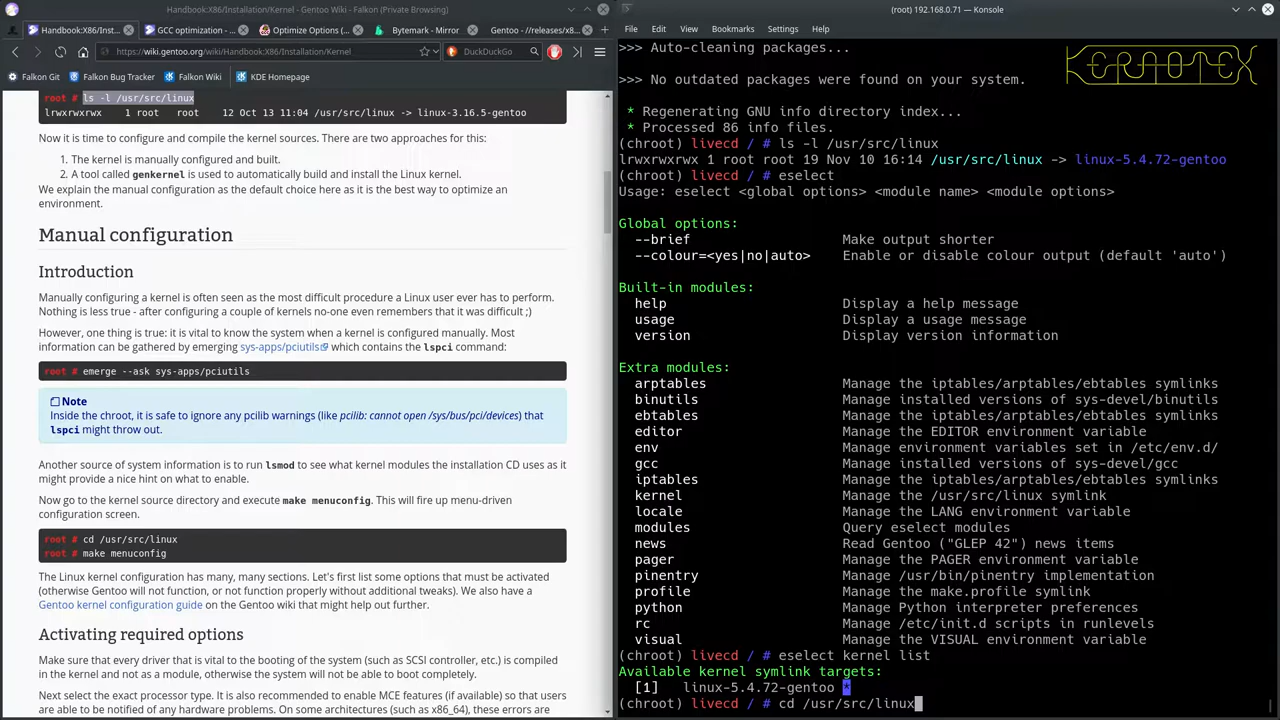 Handbook:X86/Installation/Kernel - Gentoo Wiki - Falkon (Private Browsing)
Handbook:X86/Inst...
GCC optimization - ...
Optimize Options (...
Bytemark - Mirror
Gentoo - //releases/x8...
https://wiki.gentoo.org/wiki/Handbook:X86/Installation/Kernel
DuckDuckGo
Falkon Git
Falkon Bug Tracker
Falkon Wiki
KDE Homepage
root # ls -l /usr/src/linux
lrwxrwxrwx 1 root root 12 Oct 13 11:04 /usr/src/linux -> linux-3.16.5-gentoo
Now it is time to configure and compile the kernel sources. There are two approaches for this:
1. The kernel is manually configured and built.
2. A tool called genkernel is used to automatically build and install the Linux kernel.
We explain the manual configuration as the default choice here as it is the best way to optimize an
environment.
Manual configuration
Introduction
Manually configuring a kernel is often seen as the most difficult procedure a Linux user ever has to perform.
Nothing is less true - after configuring a couple of kernels no-one even remembers that it was difficult ;)
However, one thing is true: it is vital to know the system when a kernel is configured manually. Most
information can be gathered by emerging sys-apps/pciutils which contains the lspci command:
root # emerge --ask sys-apps/pciutils
Note
Inside the chroot, it is safe to ignore any pcilib warnings (like pcilib: cannot open /sys/bus/pci/devices) that
lspci might throw out.
Another source of system information is to run lsmod to see what kernel modules the installation CD uses as it
might provide a nice hint on what to enable.
Now go to the kernel source directory and execute make menuconfig. This will fire up menu-driven
configuration screen.
root # cd /usr/src/linux
root # make menuconfig
The Linux kernel configuration has many, many sections. Let's first list some options that must be activated
(otherwise Gentoo will not function, or not function properly without additional tweaks). We also have a
Gentoo kernel configuration guide on the Gentoo wiki that might help out further.
Activating required options
Make sure that every driver that is vital to the booting of the system (such as SCSI controller, etc.) is compiled
in the kernel and not as a module, otherwise the system will not be able to boot completely.
Next select the exact processor type. It is also recommended to enable MCE features (if available) so that users
are able to be notified of any hardware problems. On some architectures (such as x86_64), these errors are
(root) 192.168.0.71 — Konsole
File Edit View Bookmarks Settings Help
KERAOTEX
>>> Auto-cleaning packages...
>>> No outdated packages were found on your system.
* Regenerating GNU info directory index...
* Processed 86 info files.
(chroot) livecd / # ls -l /usr/src/linux
lrwxrwxrwx 1 root root 19 Nov 10 16:14 /usr/src/linux -> linux-5.4.72-gentoo
(chroot) livecd / # eselect
Usage: eselect <global options> <module name> <module options>
Global options:
--brief Make output shorter
--colour=<yes|no|auto> Enable or disable colour output (default 'auto')
Built-in modules:
help Display a help message
usage Display a usage message
version Display version information
Extra modules:
arptables Manage the iptables/arptables/ebtables symlinks
binutils Manage installed versions of sys-devel/binutils
ebtables Manage the iptables/arptables/ebtables symlinks
editor Manage the EDITOR environment variable
env Manage environment variables set in /etc/env.d/
gcc Manage installed versions of sys-devel/gcc
iptables Manage the iptables/arptables/ebtables symlinks
kernel Manage the /usr/src/linux symlink
locale Manage the LANG environment variable
modules Query eselect modules
news Read Gentoo ("GLEP 42") news items
pager Manage the PAGER environment variable
pinentry Manage /usr/bin/pinentry implementation
profile Manage the make.profile symlink
python Manage Python interpreter preferences
rc Manage /etc/init.d scripts in runlevels
visual Manage the VISUAL environment variable
(chroot) livecd / # eselect kernel list
Available kernel symlink targets:
[1] linux-5.4.72-gentoo *
(chroot) livecd / # cd /usr/src/linux